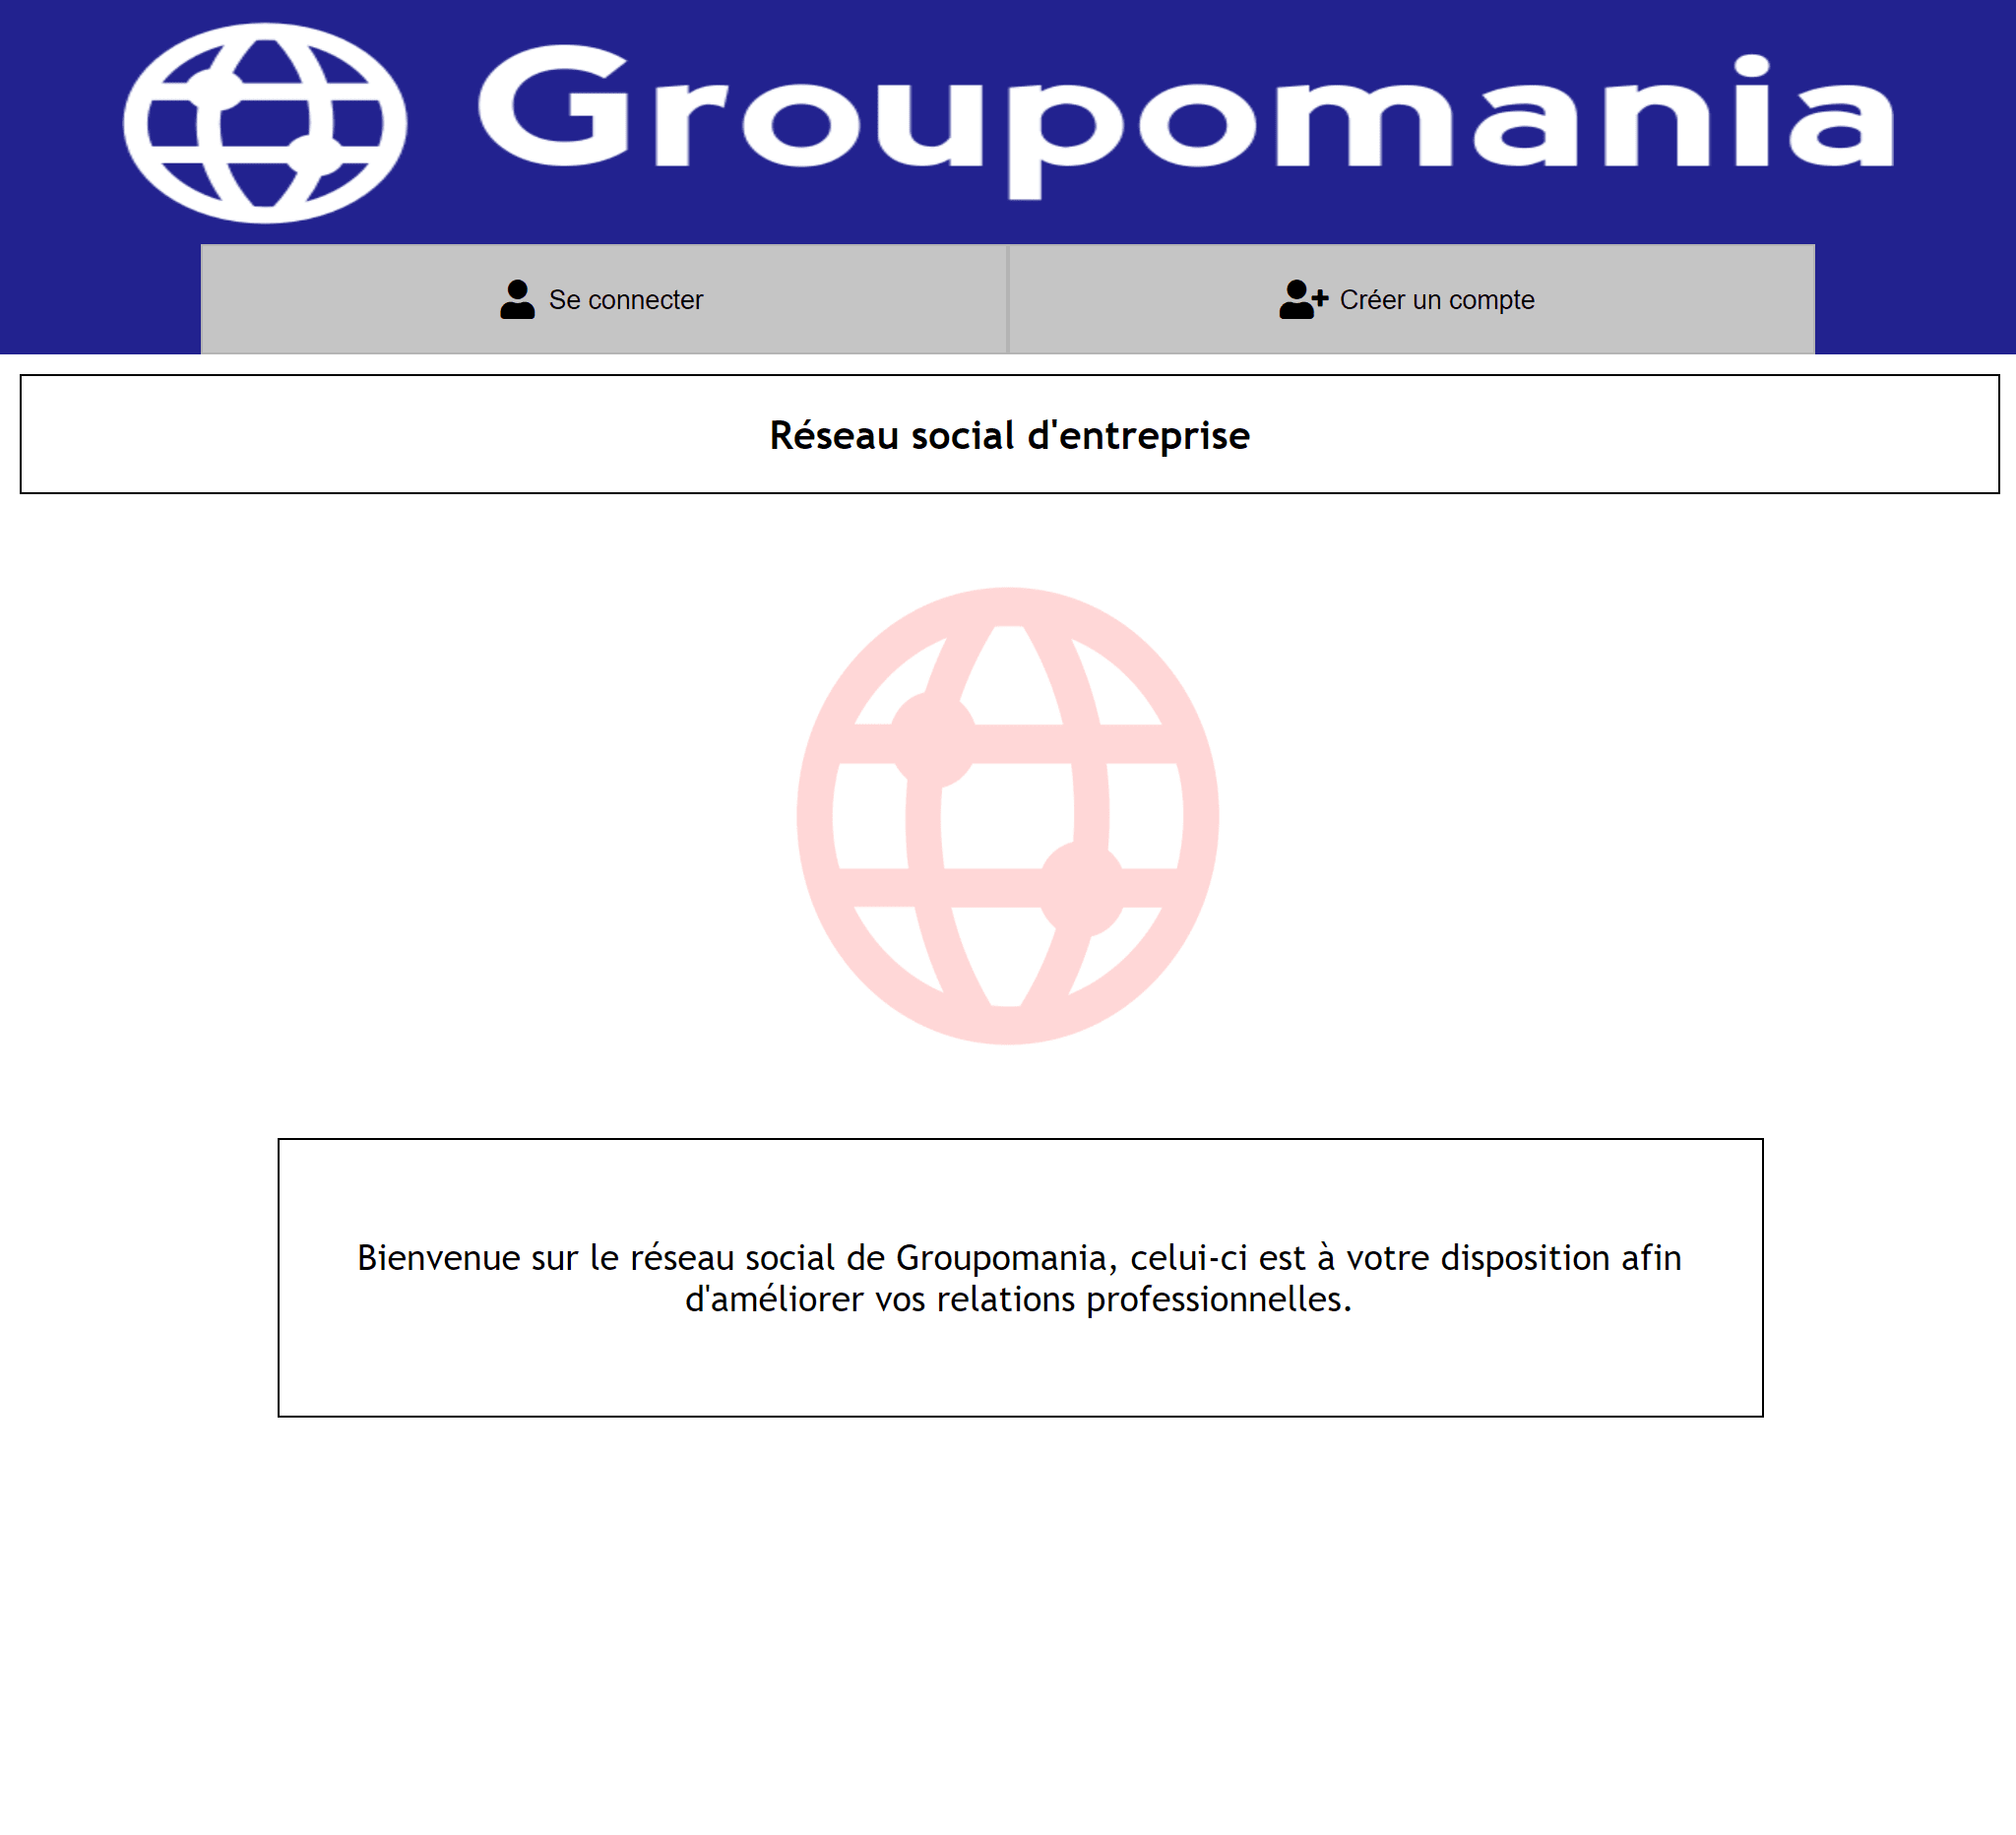 Groupomania
Se connecter
Créer un compte
Réseau social d'entreprise
Bienvenue sur le réseau social de Groupomania, celui-ci est à votre disposition afin
d'améliorer vos relations professionnelles.